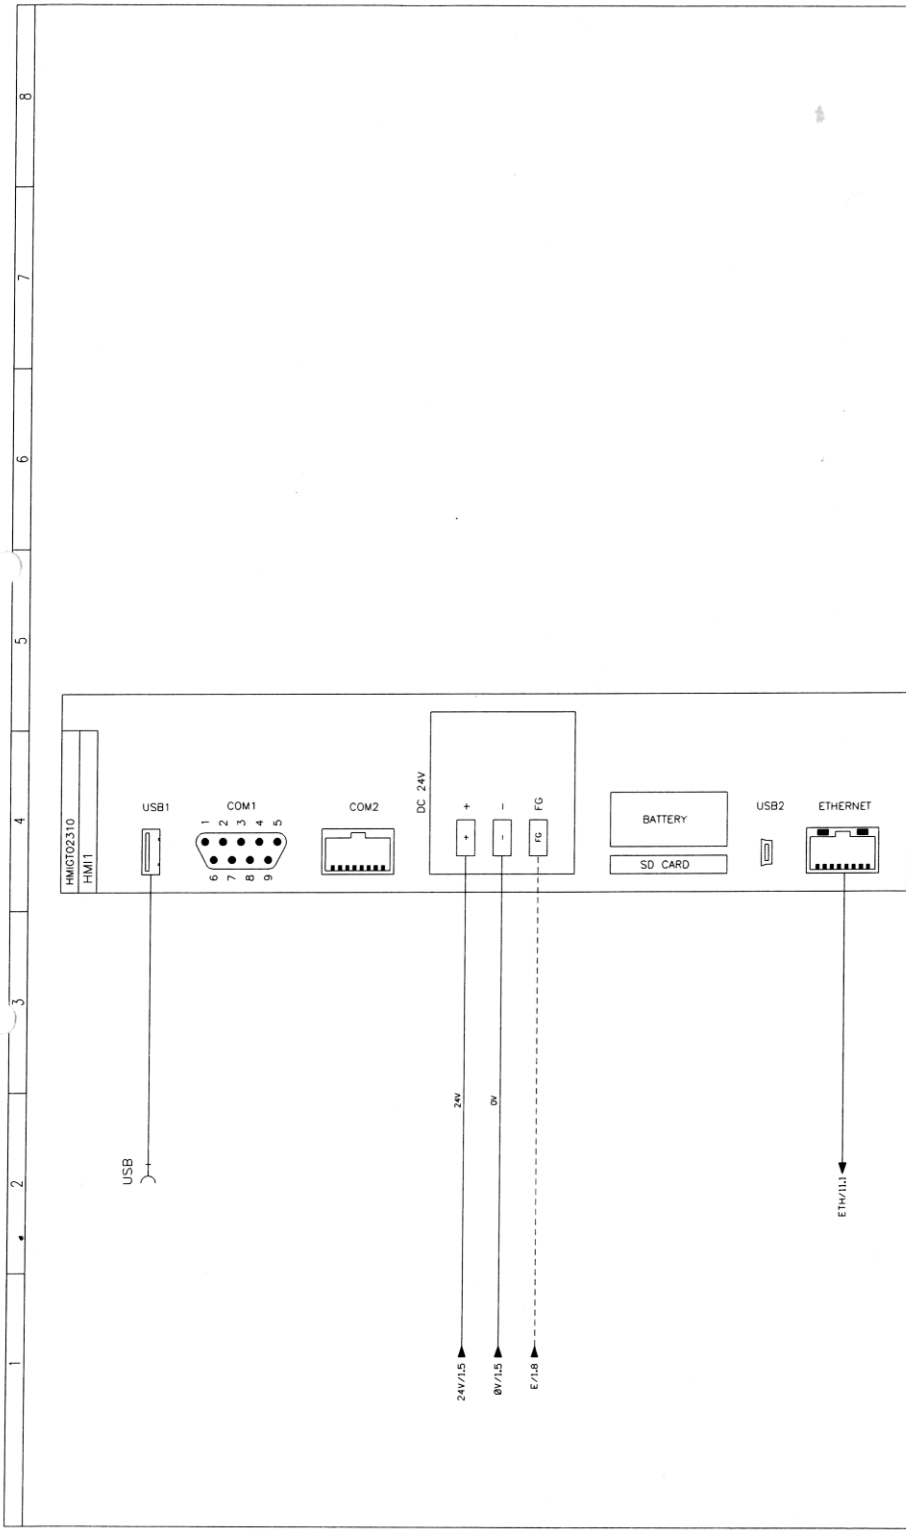 8
7
6
5
4
3
2
1
HMIGTO2310
HMI1
USB1
COM1
1 2 3 4 5
6 7 8 9
COM2
DC 24V
+ - FG
+ - FG
BATTERY
SD CARD
USB2
ETHERNET
USB
24V
0V
24V/1.5
0V/1.5
E/1.8
ETH/11.1